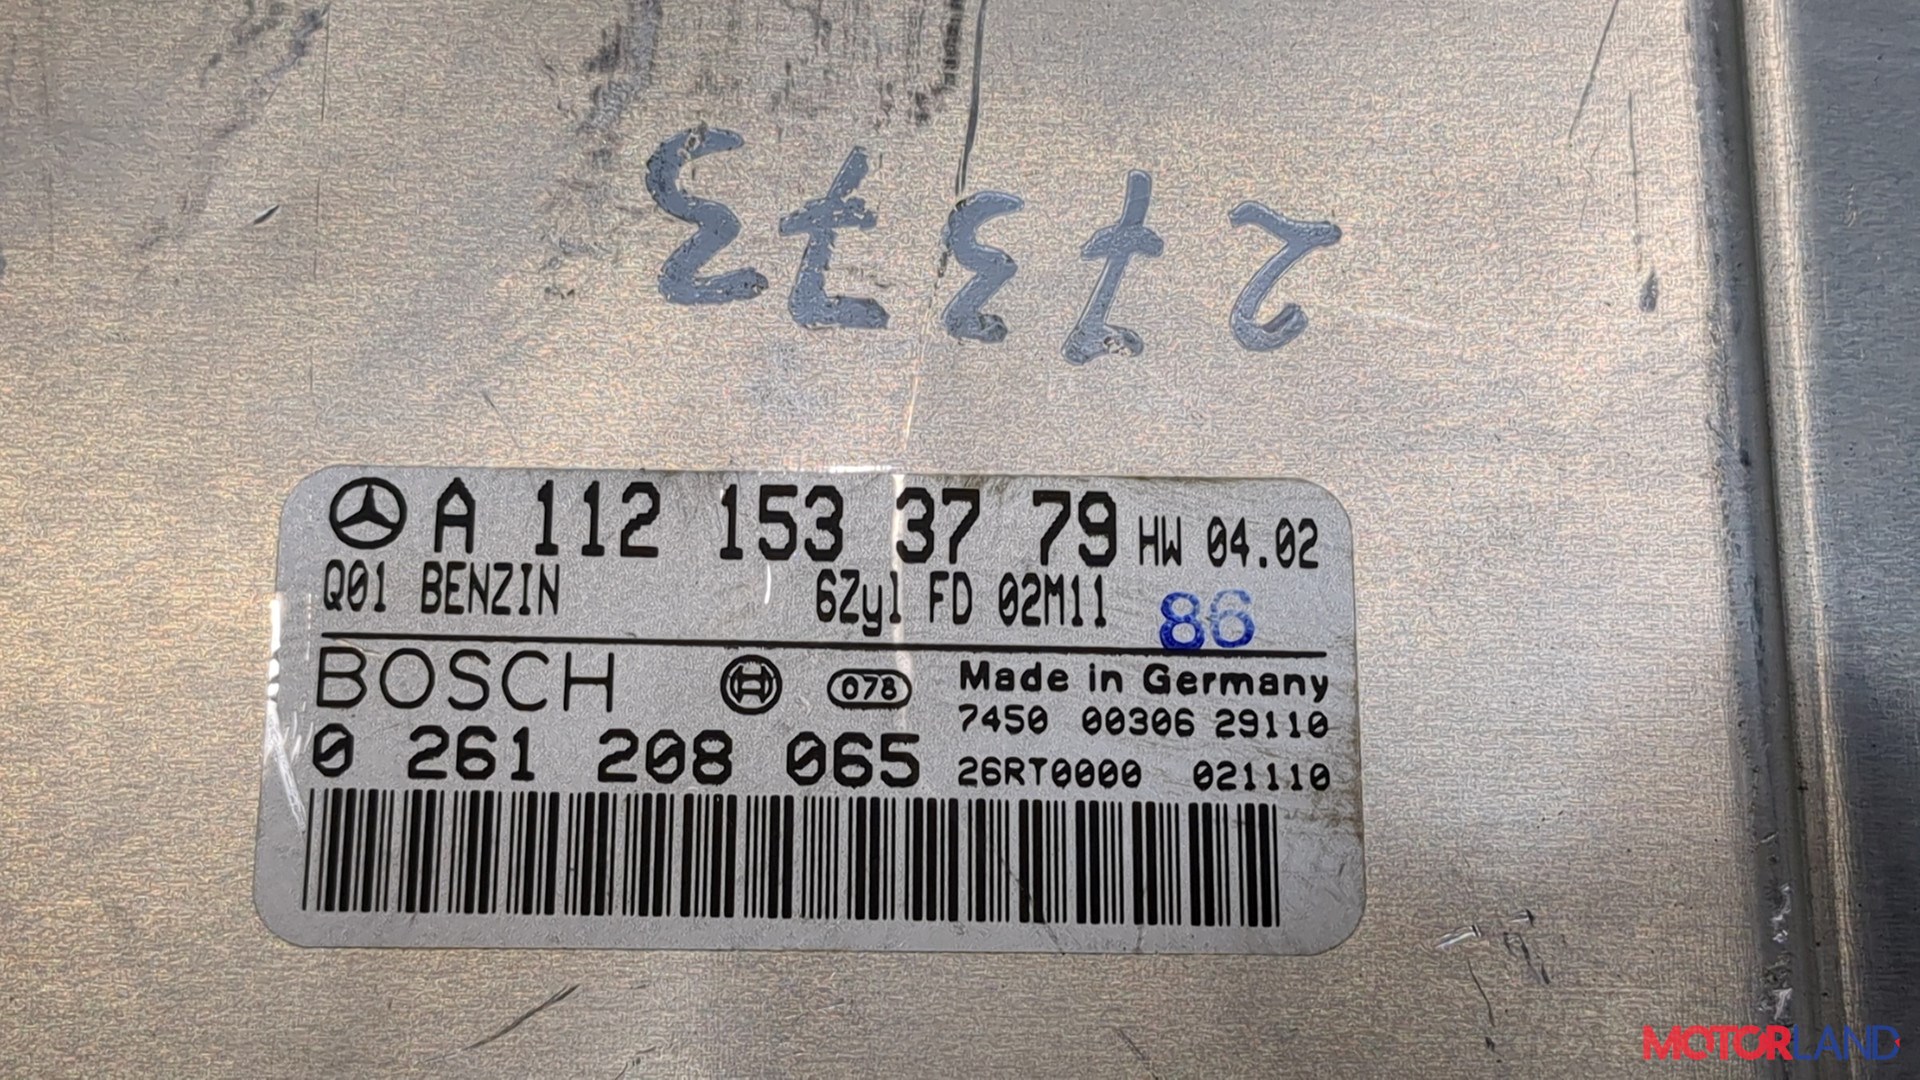 27373
A 112 153 37 79 HW 04.02
Q01 BENZIN 6Zyl FD 02M11 86
BOSCH 078 Made in Germany
7450 00306 29110
0 261 208 065 26RT0000 021110
MOTORLAND